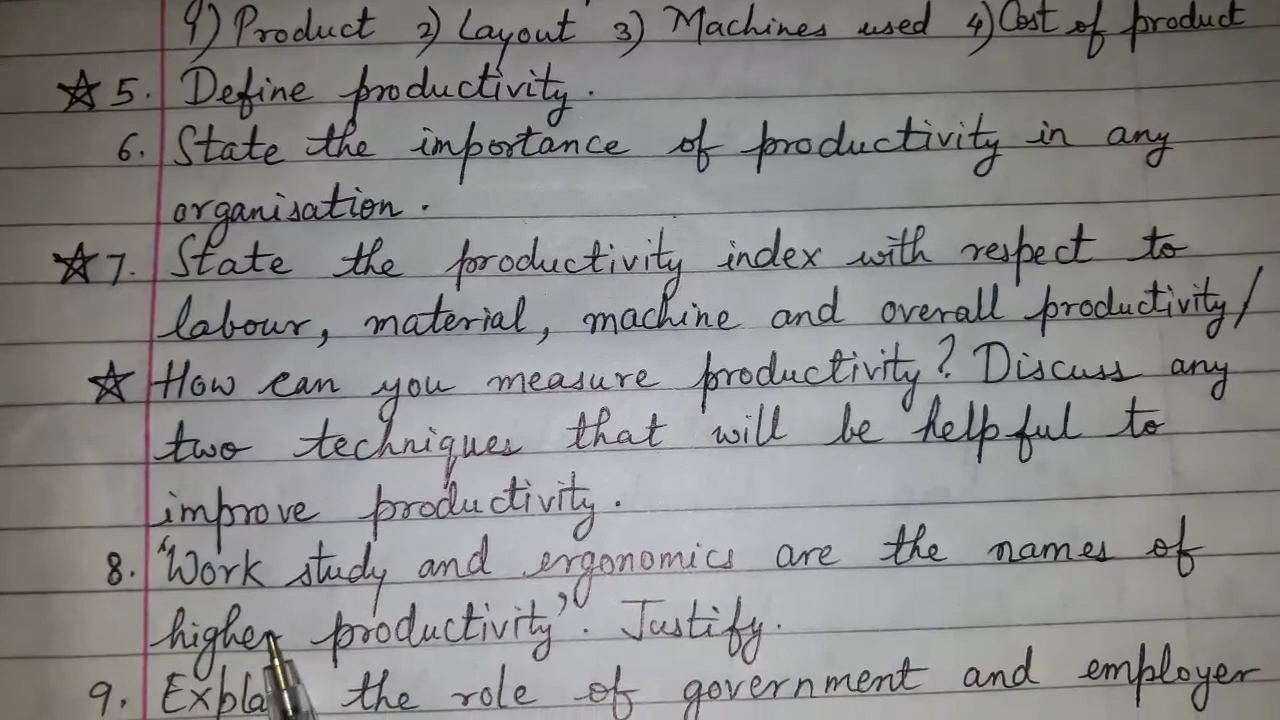 1) Product 2) Layout 3) Machines used 4) Cost of product
☆ 5. Define productivity.
6. State the importance of productivity in any
organisation.
☆ 7. State the productivity index with respect to
labour, material, machine and overall productivity/
☆ How can you measure productivity? Discuss any
two techniques that will be helpful to
improve productivity.
8. "Work study and ergonomics are the names of
higher productivity". Justify.
9. Expla the role of government and employer